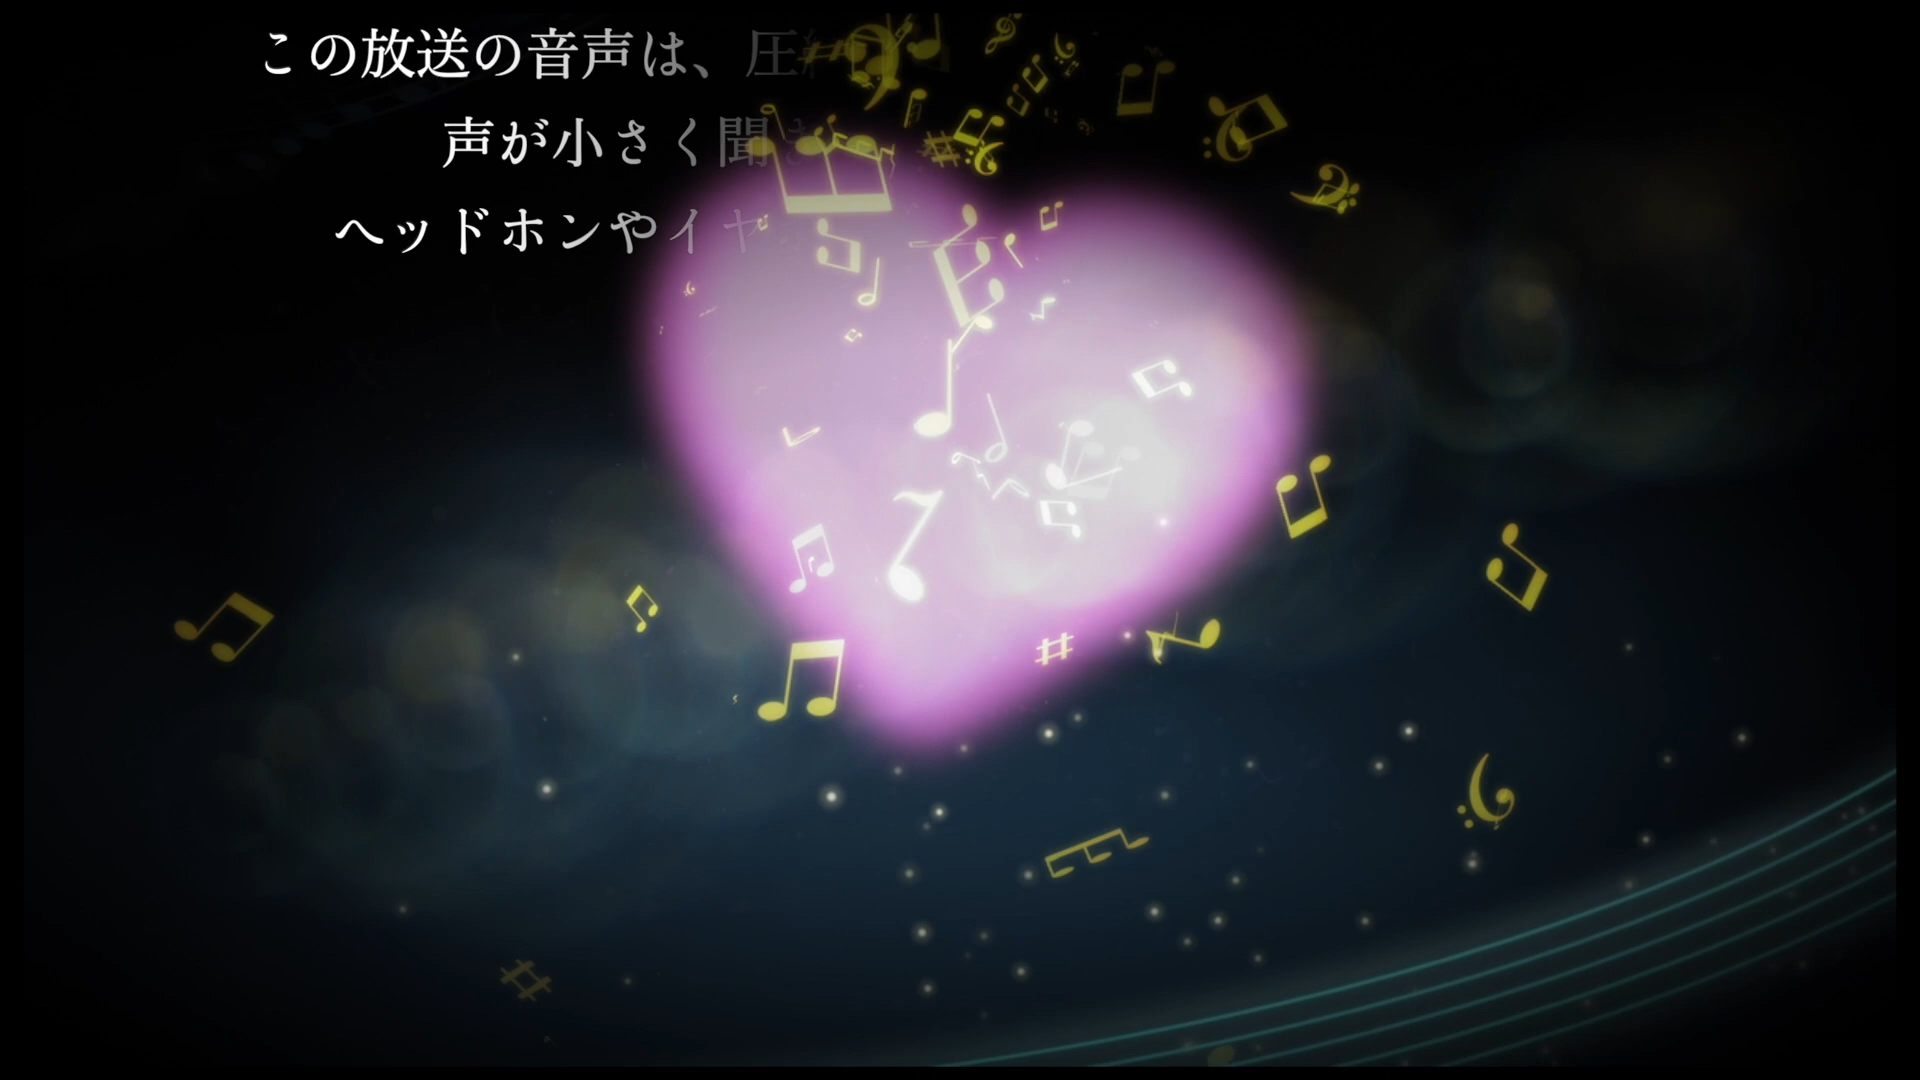 この放送の音声は、圧
声が小さく聞
ヘッドホンやイヤ